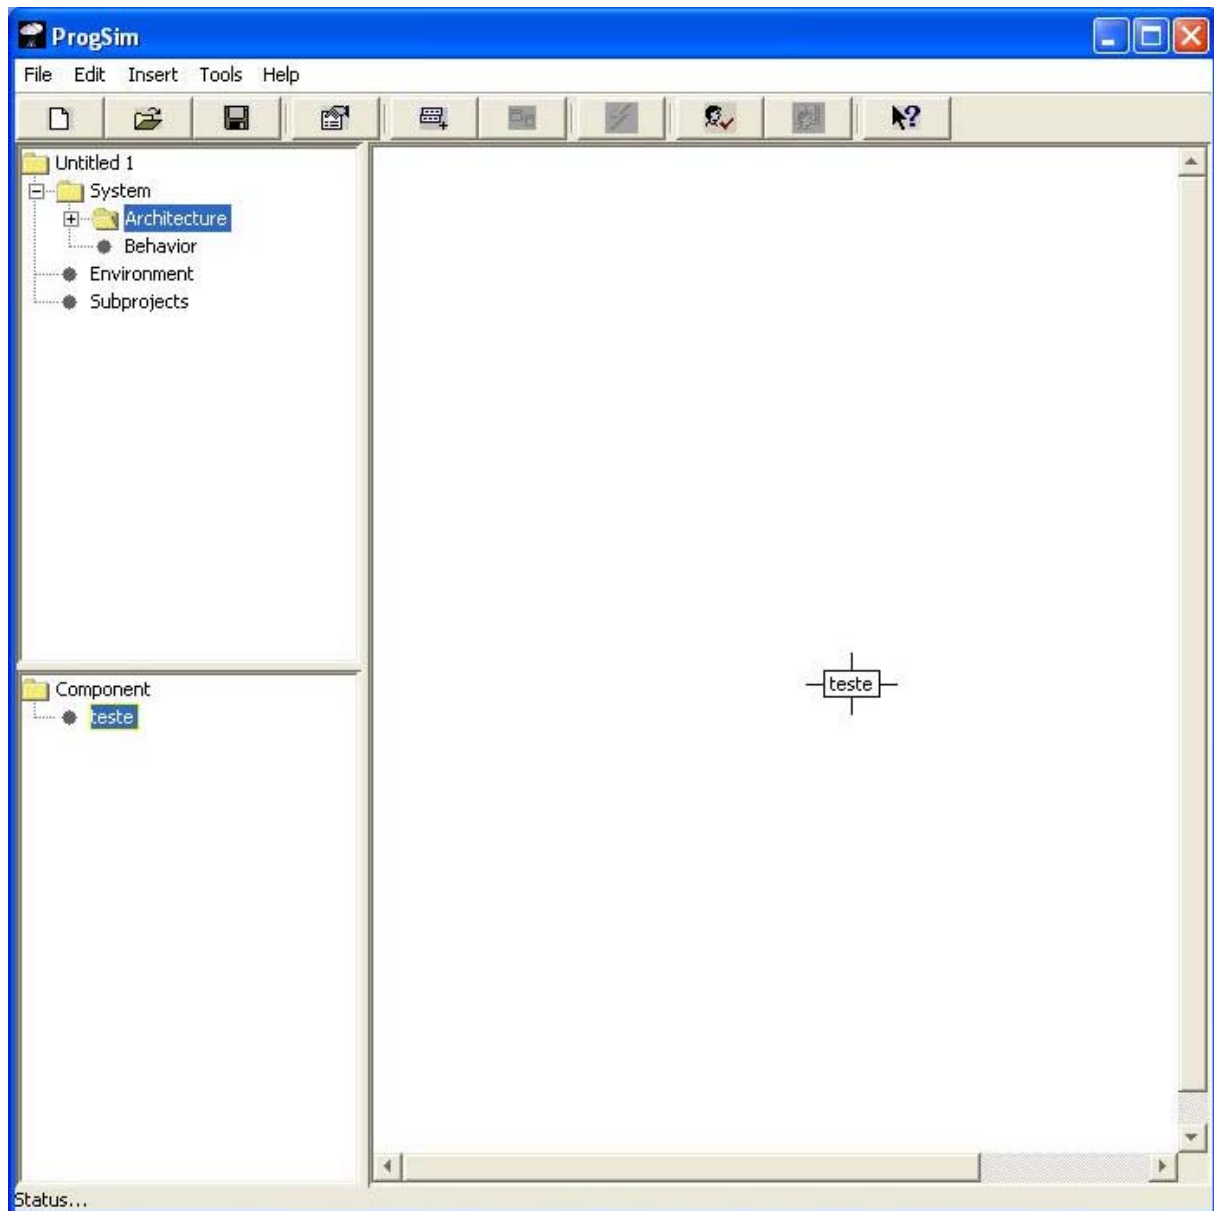 ProgSim
File Edit Insert Tools Help
Untitled 1
System
Architecture
Behavior
Environment
Subprojects
Component
teste
teste
Status...